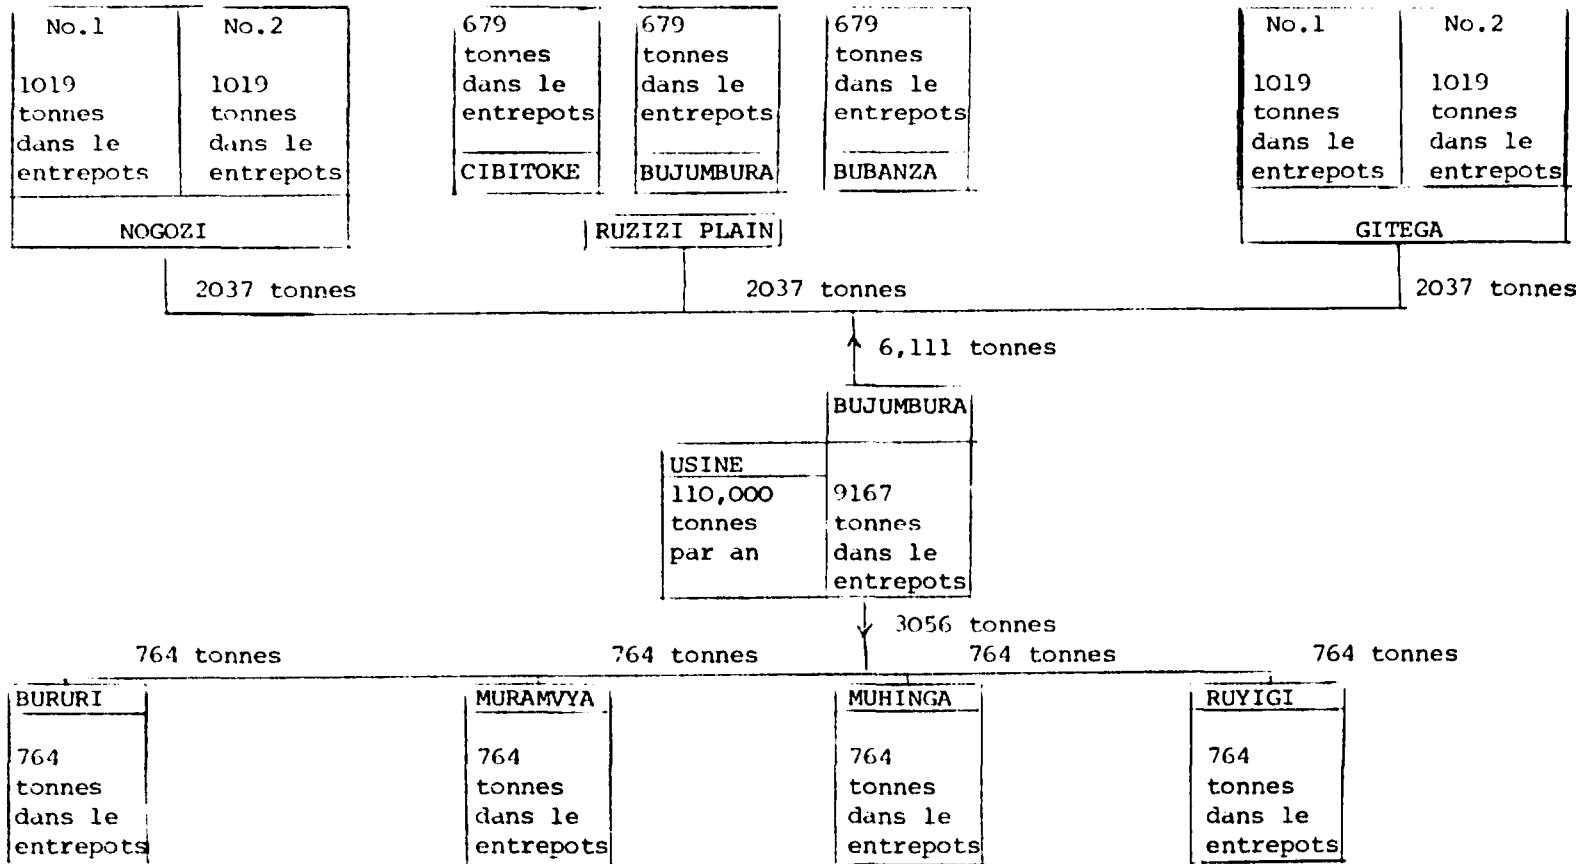 No.1
1019
tonnes
dans le
entrepots
No.2
1019
tonnes
dans le
entrepots
NOGOZI
679
tonnes
dans le
entrepots
CIBITOKE
679
tonnes
dans le
entrepots
BUJUMBURA
679
tonnes
dans le
entrepots
BUBANZA
RUZIZI PLAIN
No.1
1019
tonnes
dans le
entrepots
No.2
1019
tonnes
dans le
entrepots
GITEGA
2037 tonnes
2037 tonnes
2037 tonnes
6,111 tonnes
BUJUMBURA
USINE
110,000
tonnes
par an
9167
tonnes
dans le
entrepots
3056 tonnes
764 tonnes
764 tonnes
764 tonnes
764 tonnes
BURURI
764
tonnes
dans le
entrepots
MURAMVYA
764
tonnes
dans le
entrepots
MUHINGA
764
tonnes
dans le
entrepots
RUYIGI
764
tonnes
dans le
entrepots